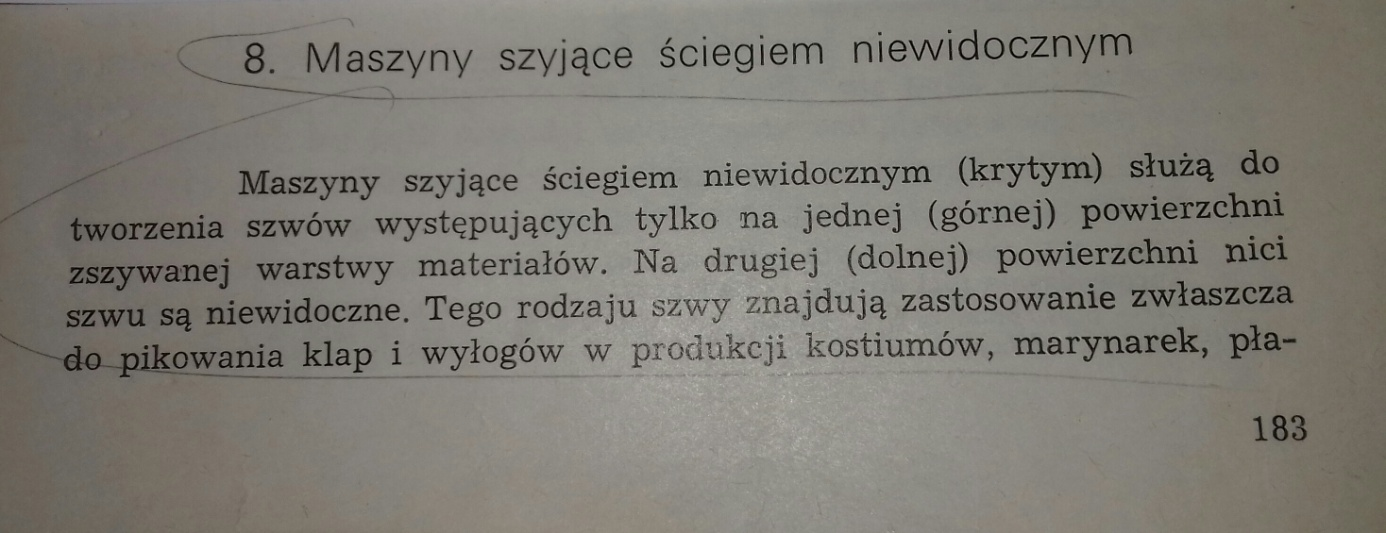 8. Maszyny szyjące ściegiem niewidocznym
Maszyny szyjące ściegiem niewidocznym (krytym) służą do
tworzenia szwów występujących tylko na jednej (górnej) powierzchni
zszywanej warstwy materiałów. Na drugiej (dolnej) powierzchni nici
szwu są niewidoczne. Tego rodzaju szwy znajdują zastosowanie zwłaszcza
do pikowania klap i wyłogów w produkcji kostiumów, marynarek, pła-
183